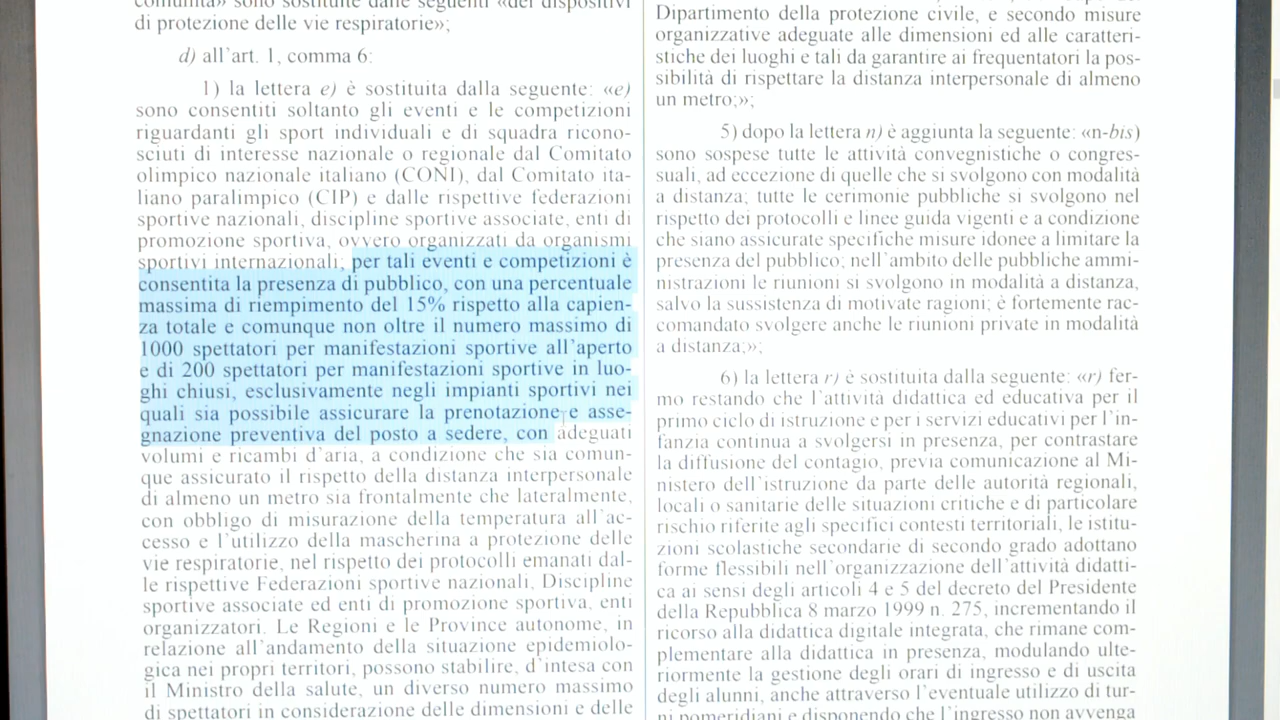 comunità» sono sostituite dalle seguenti «dei dispositivi
di protezione delle vie respiratorie»;
d) all'art. 1, comma 6:
1) la lettera e) è sostituita dalla seguente: «e)
sono consentiti soltanto gli eventi e le competizioni
riguardanti gli sport individuali e di squadra ricono-
sciuti di interesse nazionale o regionale dal Comitato
olimpico nazionale italiano (CONI), dal Comitato ita-
liano paralimpico (CIP) e dalle rispettive federazioni
sportive nazionali, discipline sportive associate, enti di
promozione sportiva, ovvero organizzati da organismi
sportivi internazionali; per tali eventi e competizioni è
consentita la presenza di pubblico, con una percentuale
massima di riempimento del 15% rispetto alla capien-
za totale e comunque non oltre il numero massimo di
1000 spettatori per manifestazioni sportive all'aperto
e di 200 spettatori per manifestazioni sportive in luo-
ghi chiusi, esclusivamente negli impianti sportivi nei
quali sia possibile assicurare la prenotazione e asse-
gnazione preventiva del posto a sedere, con adeguati
volumi e ricambi d'aria, a condizione che sia comun-
que assicurato il rispetto della distanza interpersonale
di almeno un metro sia frontalmente che lateralmente,
con obbligo di misurazione della temperatura all'ac-
cesso e l'utilizzo della mascherina a protezione delle
vie respiratorie, nel rispetto dei protocolli emanati dal-
le rispettive Federazioni sportive nazionali, Discipline
sportive associate ed enti di promozione sportiva, enti
organizzatori. Le Regioni e le Province autonome, in
relazione all'andamento della situazione epidemiolo-
gica nei propri territori, possono stabilire, d'intesa con
il Ministro della salute, un diverso numero massimo
di spettatori in considerazione delle dimensioni e delle
Dipartimento della protezione civile, e secondo misure
organizzative adeguate alle dimensioni ed alle caratteri-
stiche dei luoghi e tali da garantire ai frequentatori la pos-
sibilità di rispettare la distanza interpersonale di almeno
un metro;»;
5) dopo la lettera n) è aggiunta la seguente: «n-bis)
sono sospese tutte le attività convegnistiche o congres-
suali, ad eccezione di quelle che si svolgono con modalità
a distanza; tutte le cerimonie pubbliche si svolgono nel
rispetto dei protocolli e linee guida vigenti e a condizione
che siano assicurate specifiche misure idonee a limitare la
presenza del pubblico; nell'ambito delle pubbliche ammi-
nistrazioni le riunioni si svolgono in modalità a distanza,
salvo la sussistenza di motivate ragioni; è fortemente rac-
comandato svolgere anche le riunioni private in modalità
a distanza;»;
6) la lettera r) è sostituita dalla seguente: «r) fer-
mo restando che l'attività didattica ed educativa per il
primo ciclo di istruzione e per i servizi educativi per l'in-
fanzia continua a svolgersi in presenza, per contrastare
la diffusione del contagio, previa comunicazione al Mi-
nistero dell'istruzione da parte delle autorità regionali,
locali o sanitarie delle situazioni critiche e di particolare
rischio riferite agli specifici contesti territoriali, le istitu-
zioni scolastiche secondarie di secondo grado adottano
forme flessibili nell'organizzazione dell'attività didatti-
ca ai sensi degli articoli 4 e 5 del decreto del Presidente
della Repubblica 8 marzo 1999 n. 275, incrementando il
ricorso alla didattica digitale integrata, che rimane com-
plementare alla didattica in presenza, modulando ulte-
riormente la gestione degli orari di ingresso e di uscita
degli alunni, anche attraverso l'eventuale utilizzo di tur-
ni pomeridiani e disponendo che l'ingresso non avvenga